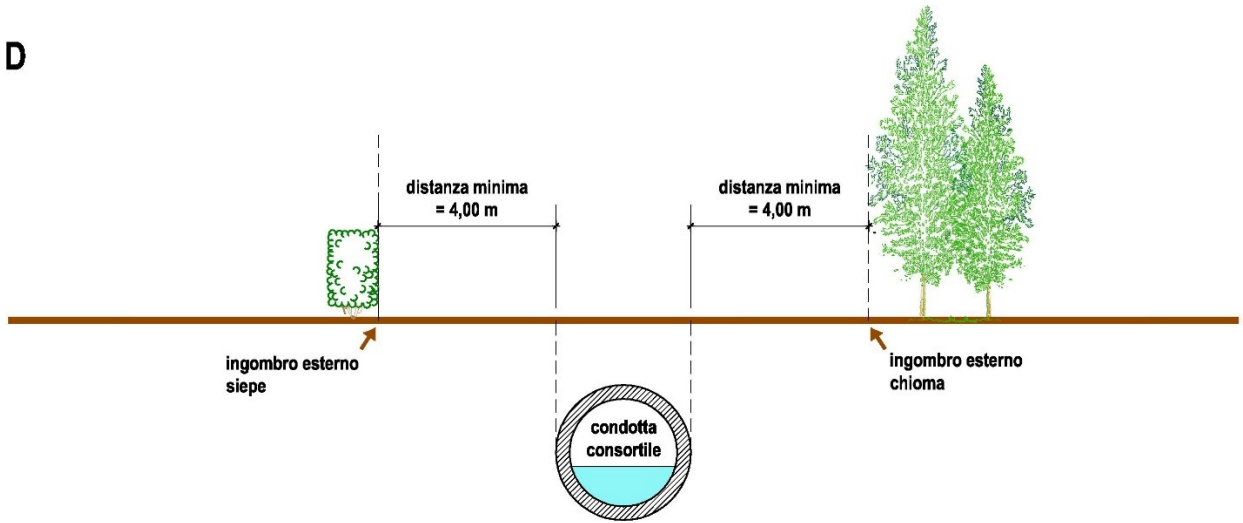 D
distanza minima
= 4,00 m
distanza minima
= 4,00 m
ingombro esterno
siepe
ingombro esterno
chioma
condotta
consortile